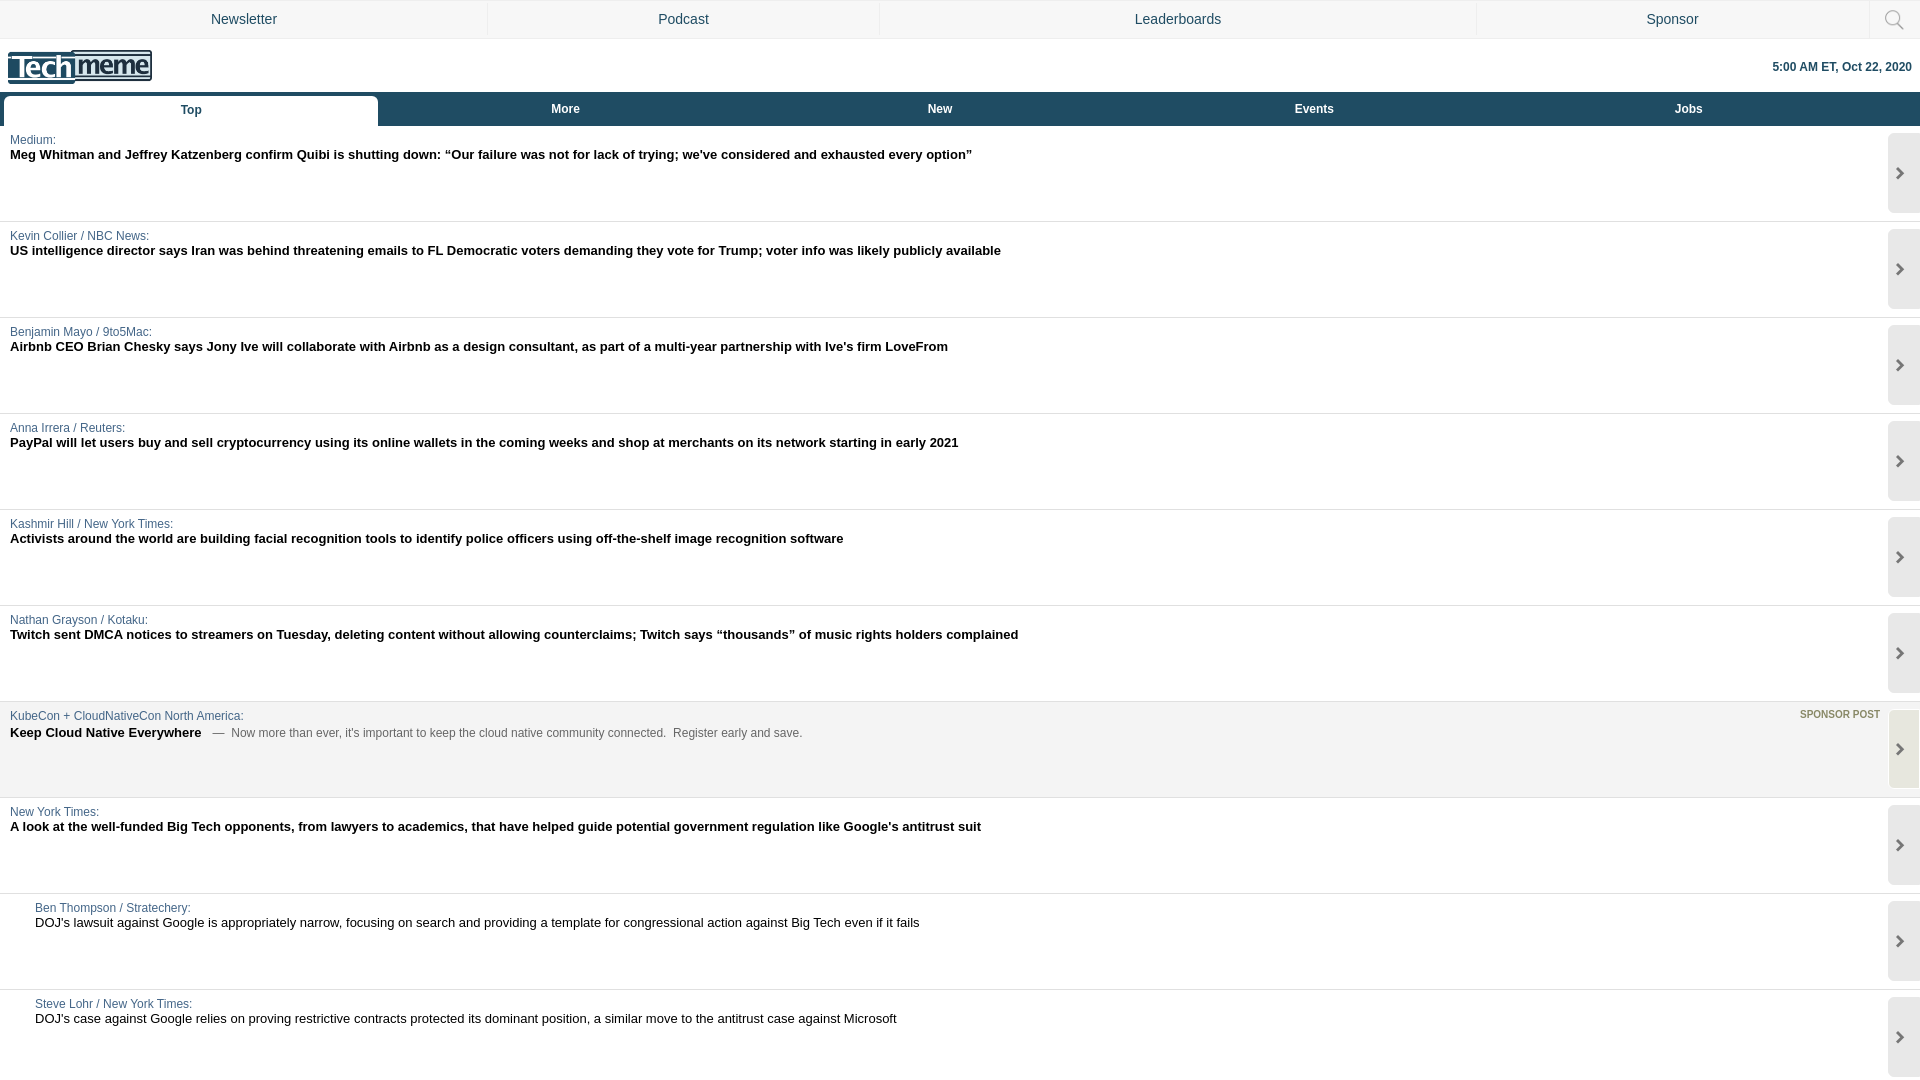 Newsletter
Podcast
Leaderboards
Sponsor
Techmeme
5:00 AM ET, Oct 22, 2020
Top
More
New
Events
Jobs
Medium:
Meg Whitman and Jeffrey Katzenberg confirm Quibi is shutting down: “Our failure was not for lack of trying; we've considered and exhausted every option”
Kevin Collier / NBC News:
US intelligence director says Iran was behind threatening emails to FL Democratic voters demanding they vote for Trump; voter info was likely publicly available
Benjamin Mayo / 9to5Mac:
Airbnb CEO Brian Chesky says Jony Ive will collaborate with Airbnb as a design consultant, as part of a multi-year partnership with Ive's firm LoveFrom
Anna Irrera / Reuters:
PayPal will let users buy and sell cryptocurrency using its online wallets in the coming weeks and shop at merchants on its network starting in early 2021
Kashmir Hill / New York Times:
Activists around the world are building facial recognition tools to identify police officers using off-the-shelf image recognition software
Nathan Grayson / Kotaku:
Twitch sent DMCA notices to streamers on Tuesday, deleting content without allowing counterclaims; Twitch says “thousands” of music rights holders complained
KubeCon + CloudNativeCon North America:
SPONSOR POST
Keep Cloud Native Everywhere — Now more than ever, it's important to keep the cloud native community connected. Register early and save.
New York Times:
A look at the well-funded Big Tech opponents, from lawyers to academics, that have helped guide potential government regulation like Google's antitrust suit
Ben Thompson / Stratechery:
DOJ's lawsuit against Google is appropriately narrow, focusing on search and providing a template for congressional action against Big Tech even if it fails
Steve Lohr / New York Times:
DOJ's case against Google relies on proving restrictive contracts protected its dominant position, a similar move to the antitrust case against Microsoft